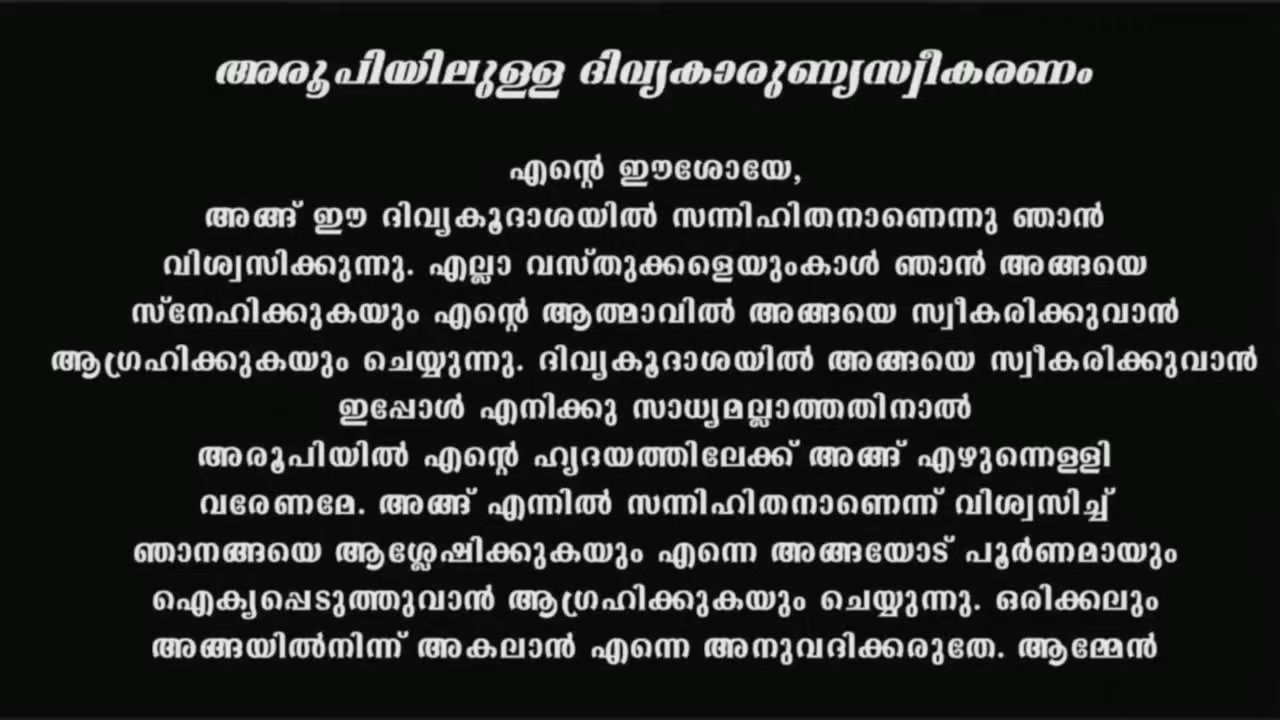 അരൂപിയിലുള്ള ദിവ്യകാരുണ്യസ്വീകരണം
എന്റെ ഈശോയേ,
അങ്ങ് ഈ ദിവ്യകൂദാശയിൽ സന്നിഹിതനാണെന്നു ഞാൻ
വിശ്വസിക്കുന്നു. എല്ലാ വസ്തുക്കളെയുംകാൾ ഞാൻ അങ്ങയെ
സ്നേഹിക്കുകയും എന്റെ ആത്മാവിൽ അങ്ങയെ സ്വീകരിക്കുവാൻ
ആഗ്രഹിക്കുകയും ചെയ്യുന്നു. ദിവ്യകൂദാശയിൽ അങ്ങയെ സ്വീകരിക്കുവാൻ
ഇപ്പോൾ എനിക്കു സാധ്യമല്ലാത്തതിനാൽ
അരൂപിയിൽ എന്റെ ഹൃദയത്തിലേക്ക് അങ്ങ് എഴുന്നെള്ളി
വരേണമേ. അങ്ങ് എന്നിൽ സന്നിഹിതനാണെന്ന് വിശ്വസിച്ച്
ഞാനങ്ങയെ ആശ്ലേഷിക്കുകയും എന്നെ അങ്ങയോട് പൂർണമായും
ഐക്യപ്പെടുത്തുവാൻ ആഗ്രഹിക്കുകയും ചെയ്യുന്നു. ഒരിക്കലും
അങ്ങയിൽനിന്ന് അകലാൻ എന്നെ അനുവദിക്കരുതേ. ആമ്മേൻ